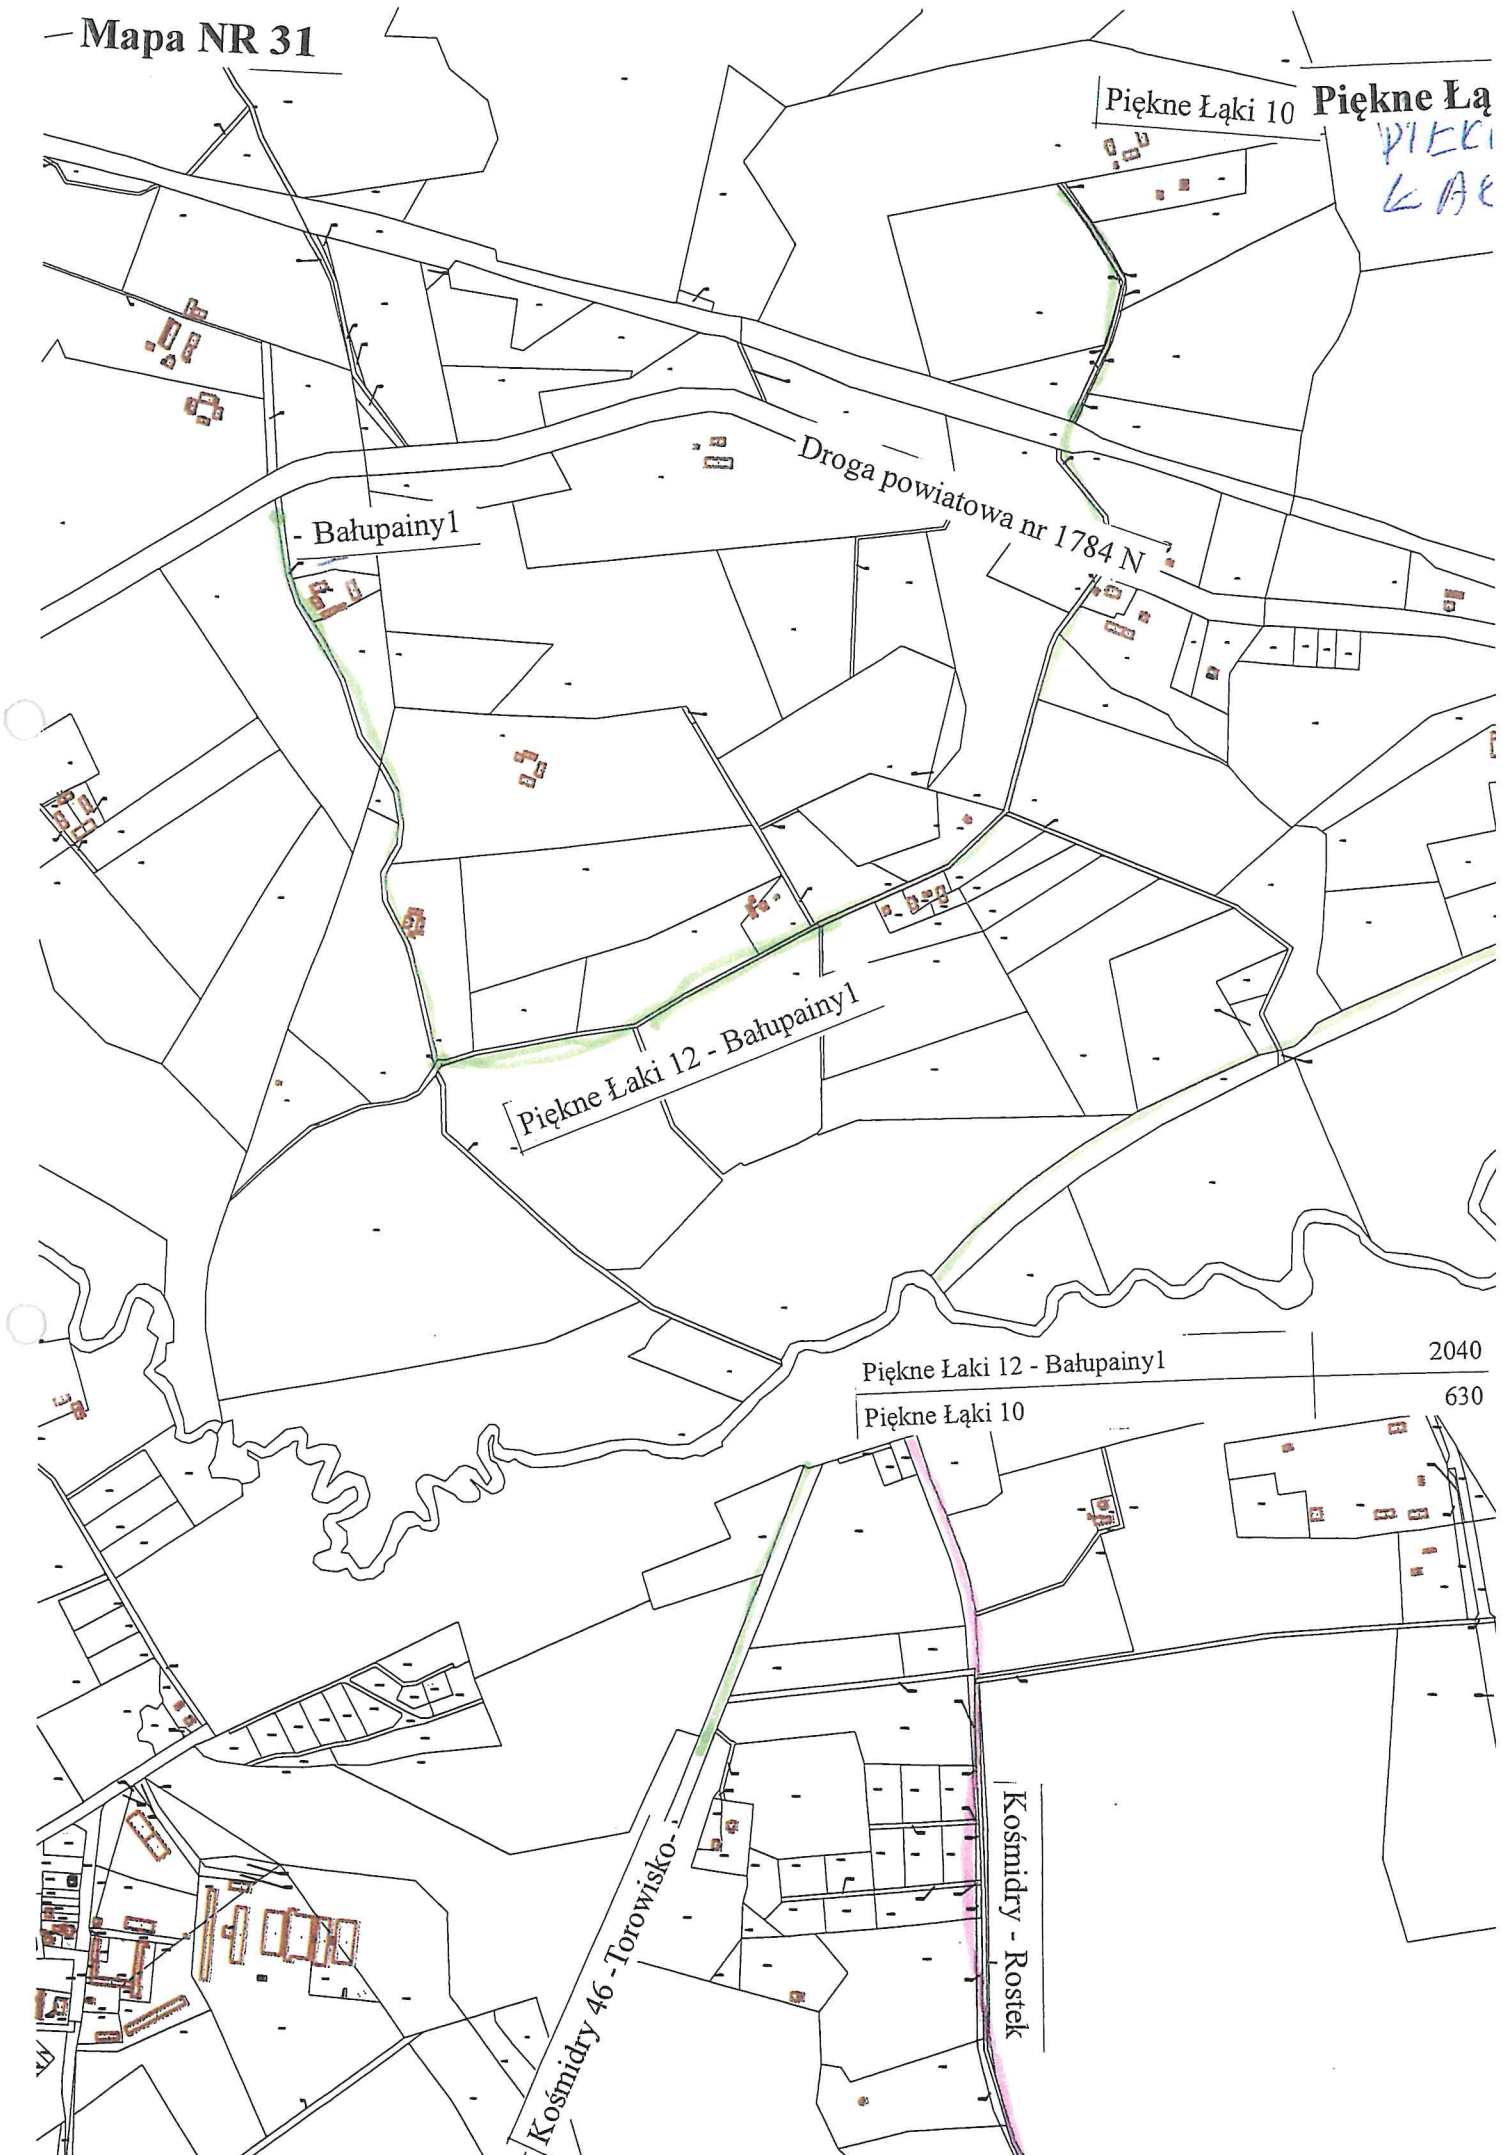 Mapa NR 31
Piękne Łąki 10
Piękne Łą
Droga powiatowa nr 1784 N
- Bałupainy1
Piękne Łaki 12 - Bałupainy1
Piękne Łaki 12 - Bałupainy1 2040
Piękne Łąki 10 630
Kośmidry - Rostek
Kośmidry 46 -Torowisko-